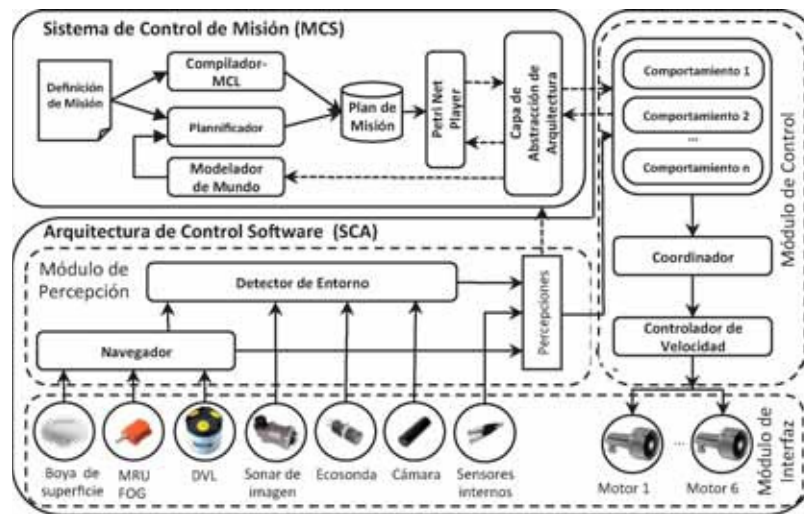 Sistema de Control de Misión (MCS)
Definición
de Misión
Compilador-
MCL
Plannificador
Modelador
de Mundo
Plan de
Misión
Petri Net
Player
Capa de
Abstracción de
Arquitectura
Comportamiento 1
Comportamiento 2
...
Comportamiento n
Módulo de Control
Coordinador
Controlador de
Velocidad
Arquitectura de Control Software (SCA)
Módulo de
Percepción
Detector de Entorno
Navegador
Percepciones
Boya de
superficie
MRU
FOG
DVL
Sonar de
imagen
Ecosonda
Cámara
Sensores
internos
Motor 1
...
Motor 6
Módulo de
Interfaz